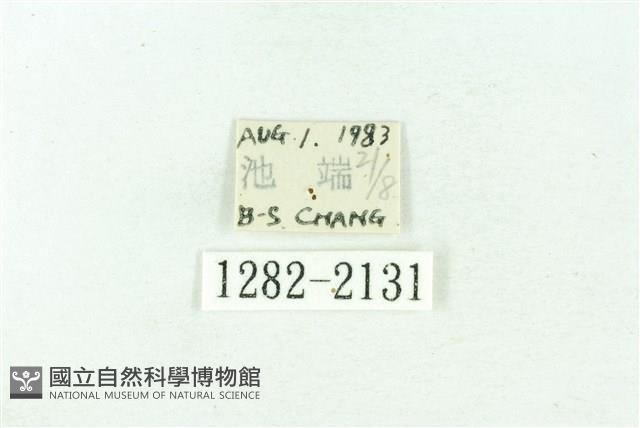 AUG. 1. 1983
池 端 21/8
B-S. CHANG
1282-2131
國立自然科學博物館
NATIONAL MUSEUM OF NATURAL SCIENCE